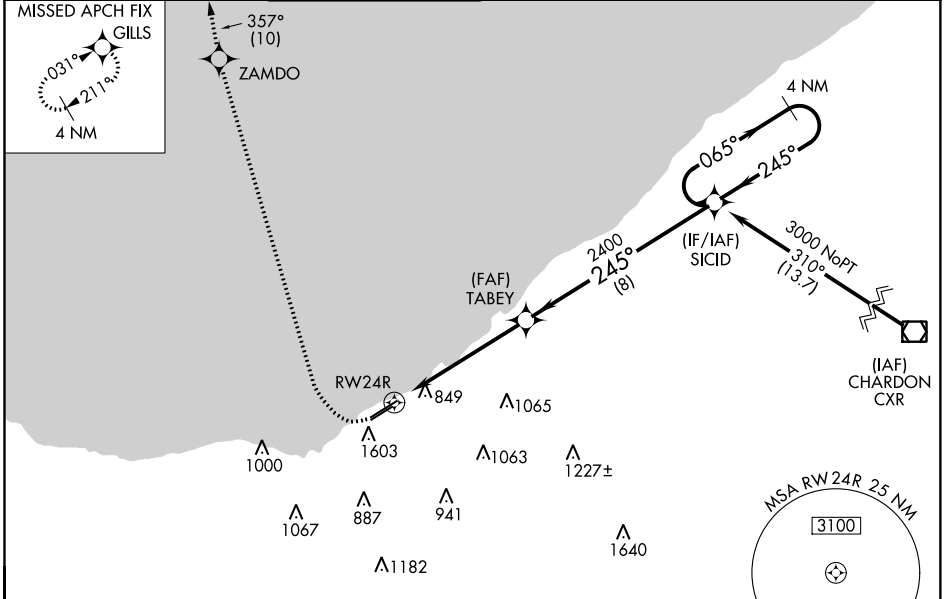 MISSED APCH FIX
GILLS
031°
211°
4 NM
357°
(10)
ZAMDO
4 NM
065°
245°
(IF/IAF)
SICID
3000 NoPT
310°
(13.7)
2400
245°
(8)
(FAF)
TABEY
(IAF)
CHARDON
CXR
RW24R
849
1065
1603
1000
1063
1227±
1067
887
941
1182
1640
MSA RW24R 25 NM
3100